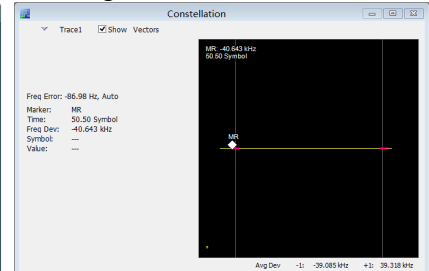 Constellation
Trace1 Show Vectors
MR: -40.643 kHz
50.50 Symbol
Freq Error: -86.98 Hz, Auto
Marker: MR
Time: 50.50 Symbol
Freq Dev: -40.643 kHz
Symbol: ---
Value: ---
MR
Avg Dev -1: -39.085 kHz +1: 39.318 kHz